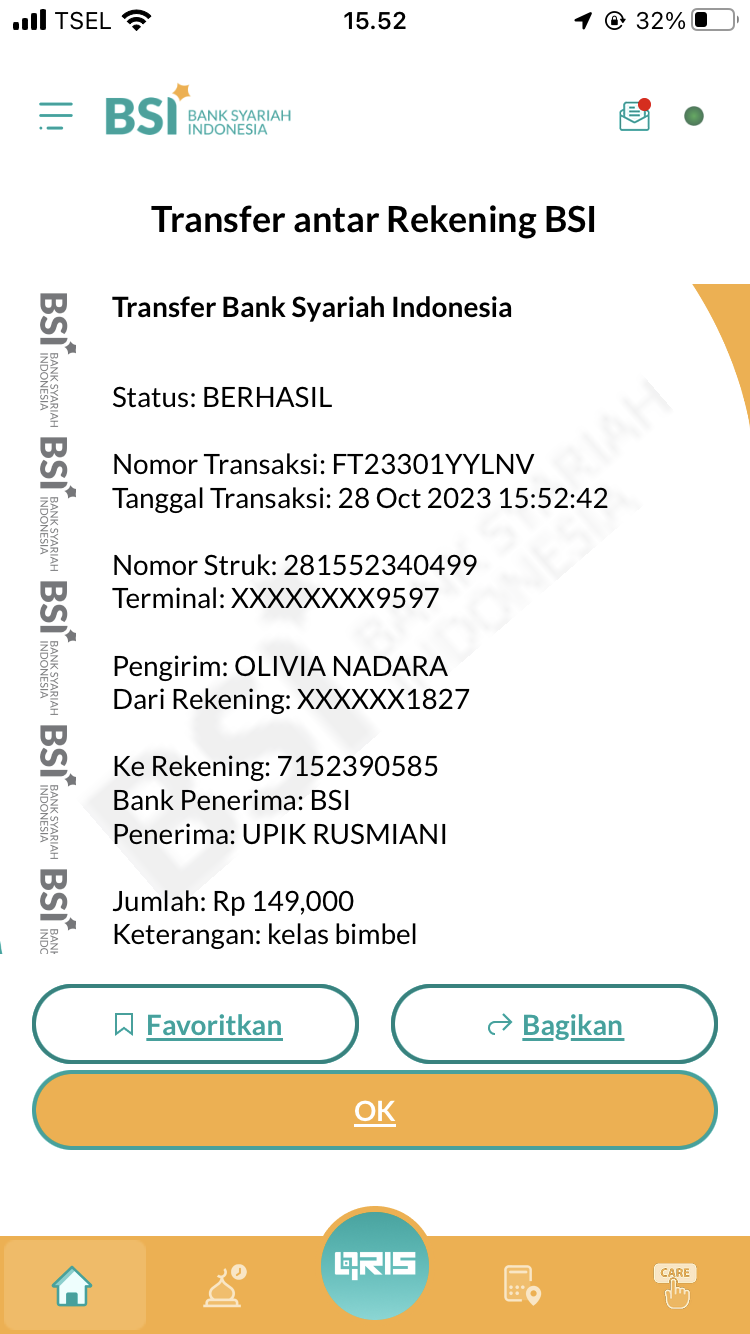 TSEL
15.52
32%
BSI BANK SYARIAH
INDONESIA
Transfer antar Rekening BSI
Transfer Bank Syariah Indonesia
Status: BERHASIL
Nomor Transaksi: FT23301YYLNV
Tanggal Transaksi: 28 Oct 2023 15:52:42
Nomor Struk: 281552340499
Terminal: XXXXXXXX9597
Pengirim: OLIVIA NADARA
Dari Rekening: XXXXXX1827
Ke Rekening: 7152390585
Bank Penerima: BSI
Penerima: UPIK RUSMIANI
Jumlah: Rp 149,000
Keterangan: kelas bimbel
BSI BANK SYARIAH
INDONESIA
BSI BANK SYARIAH
INDONESIA
BSI BANK SYARIAH
INDONESIA
BSI BANK SYARIAH
INDONESIA
BSI BANK
INDO
BSI BANK SYARIAH
INDONESIA
Favoritkan
Bagikan
OK
QRIS
CARE